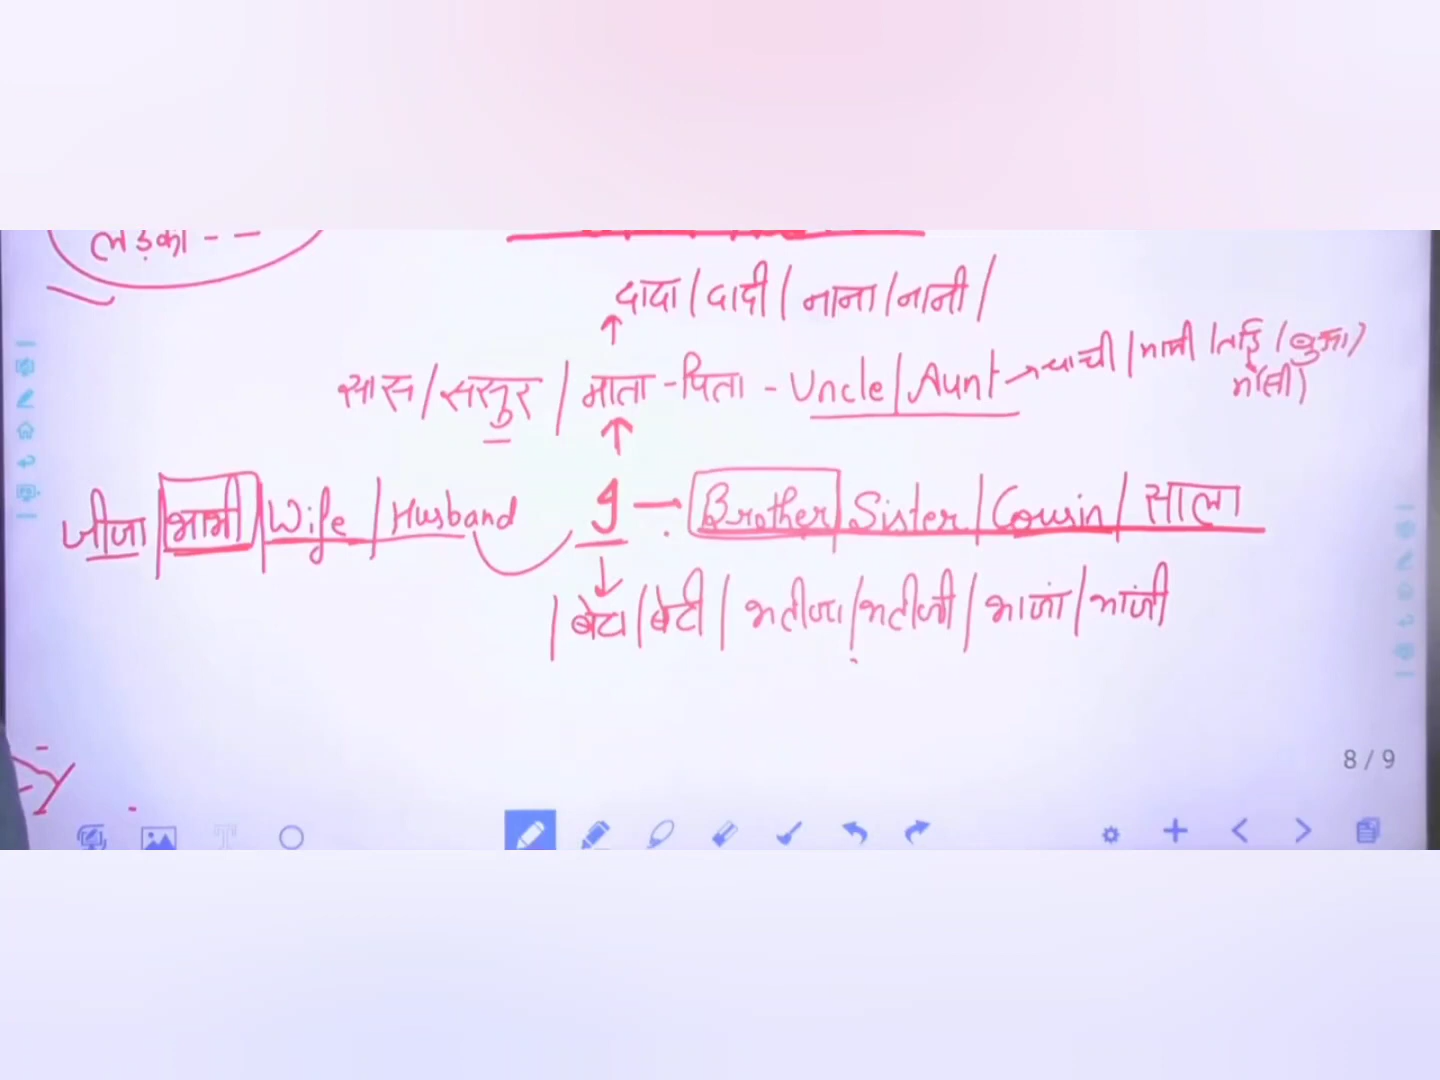 लड़का - -
दादा / दादी / नाना / नानी /
सास / ससुर / माता - पिता - Uncle / Aunt → चाची / मामी / ताई / बुआ /
मौसी)
जीजा / भाभी / Wife / Husband I → Brother / Sister / Cousin / साला
/ बेटा / बेटी / भतीजा / भतीजी / भांजा / भांजी
8 / 9